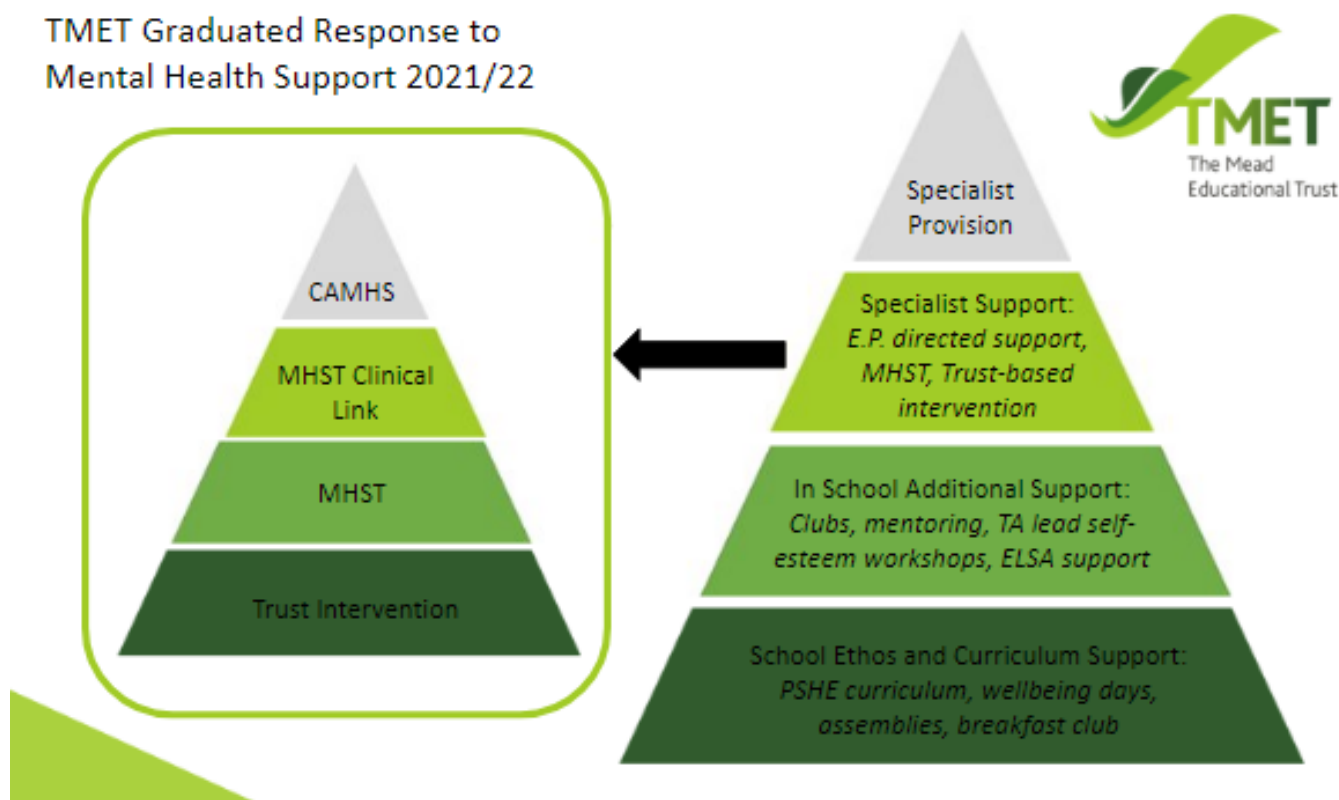 TMET Graduated Response to
Mental Health Support 2021/22
TMET
The Mead
Educational Trust
CAMHS
MHST Clinical
Link
MHST
Trust Intervention
Specialist
Provision
Specialist Support:
E.P. directed support,
MHST, Trust-based
intervention
In School Additional Support:
Clubs, mentoring, TA lead self-
esteem workshops, ELSA support
School Ethos and Curriculum Support:
PSHE curriculum, wellbeing days,
assemblies, breakfast club